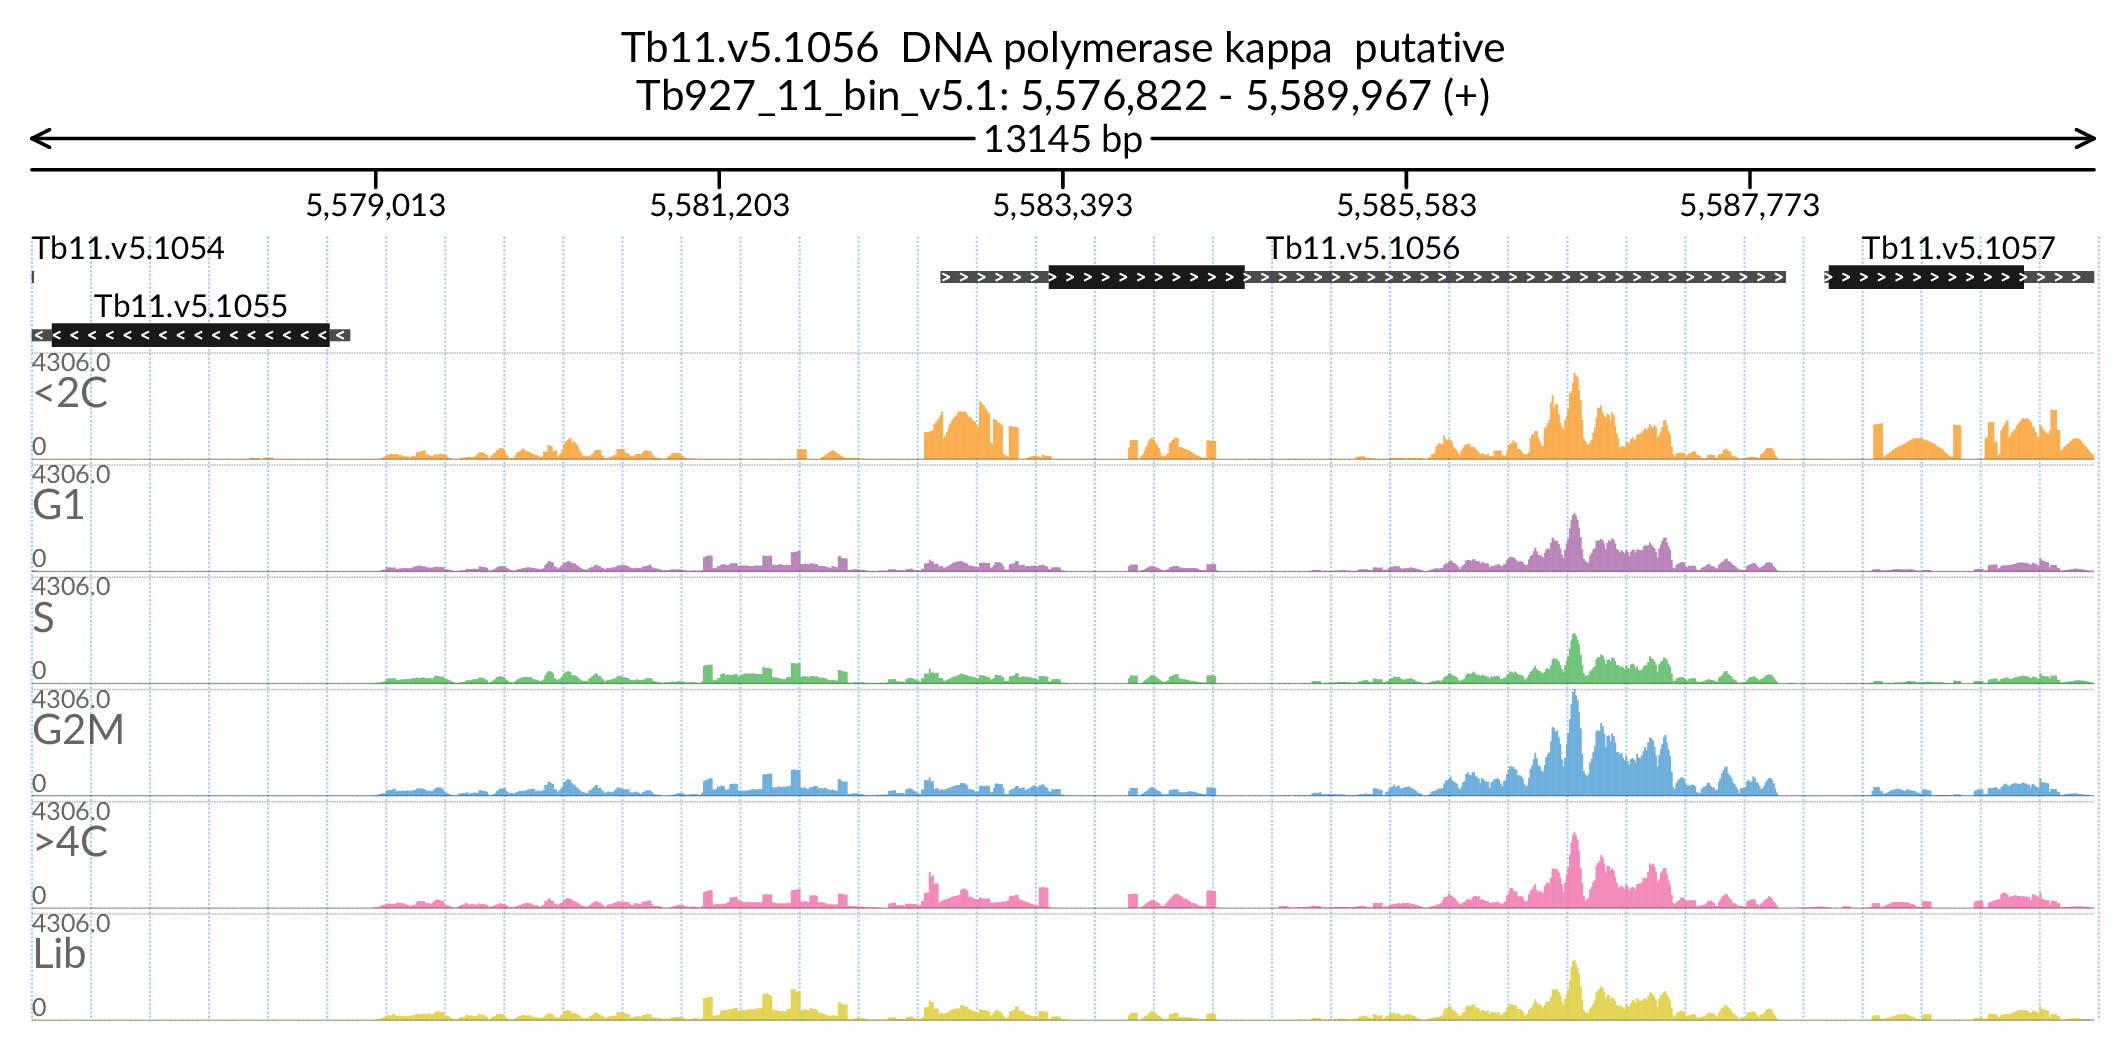 Tb11.v5.1056 DNA polymerase kappa putative
Tb927_11_bin_v5.1: 5,576,822 - 5,589,967 (+)
13145 bp
5,579,013 5,581,203 5,583,393 5,585,583 5,587,773
Tb11.v5.1054 Tb11.v5.1056 Tb11.v5.1057
Tb11.v5.1055
4306.0
<2C
0
4306.0
G1
0
4306.0
S
0
4306.0
G2M
0
4306.0
>4C
0
4306.0
Lib
0